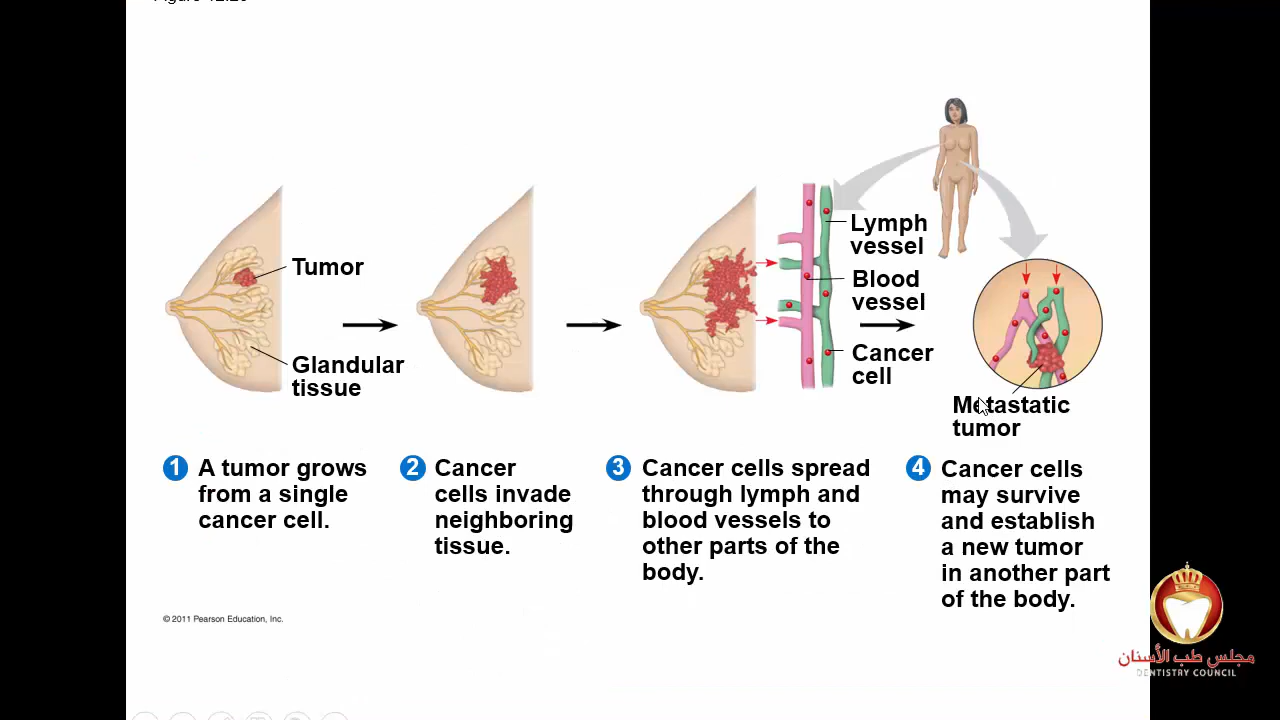 Tumor
Glandular
tissue
Lymph
vessel
Blood
vessel
Cancer
cell
Metastatic
tumor
1 A tumor grows
from a single
cancer cell.
2 Cancer
cells invade
neighboring
tissue.
3 Cancer cells spread
through lymph and
blood vessels to
other parts of the
body.
4 Cancer cells
may survive
and establish
a new tumor
in another part
of the body.
© 2011 Pearson Education, Inc.
مجلس طب الأسنان
DENTISTRY COUNCIL